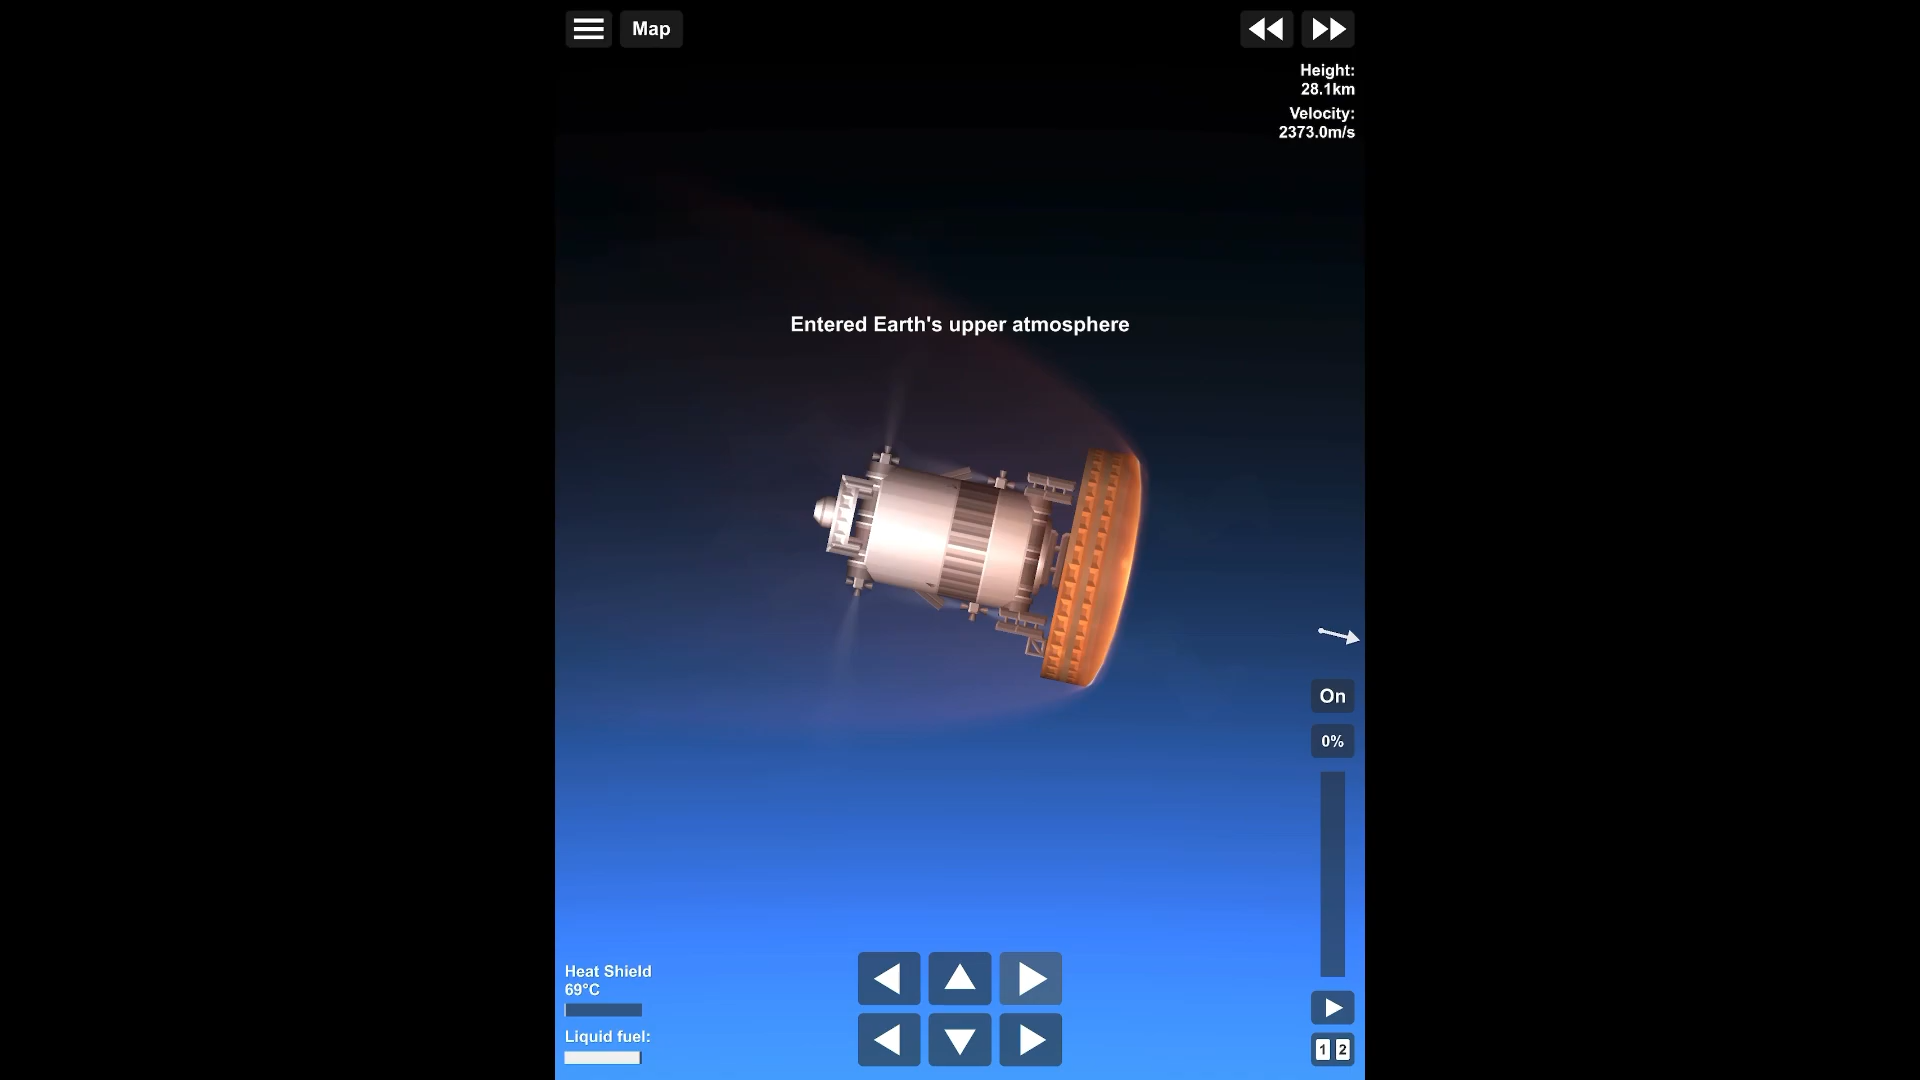 Map
Height:
28.1km
Velocity:
2373.0m/s
Entered Earth's upper atmosphere
On
0%
Heat Shield
69°C
Liquid fuel:
1 2